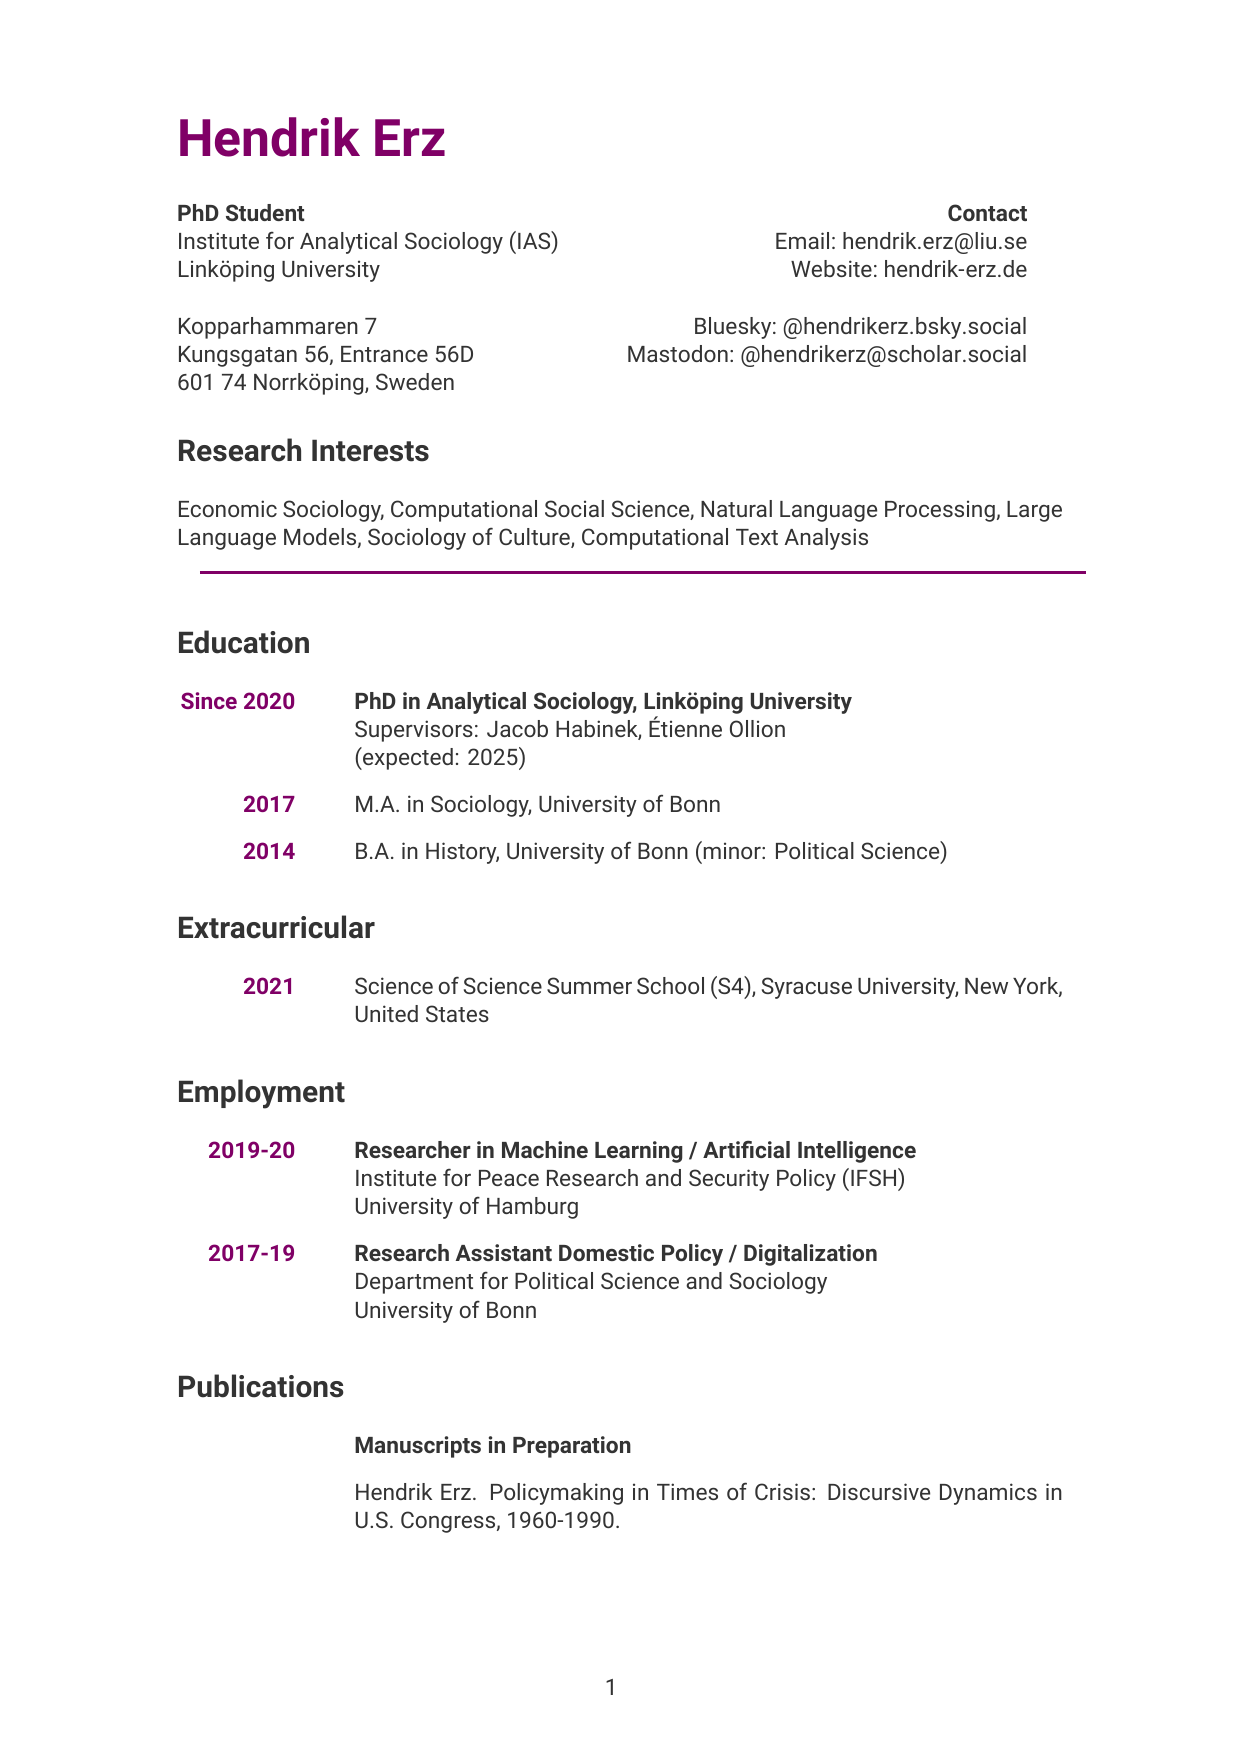 Hendrik Erz
PhD Student
Institute for Analytical Sociology (IAS)
Linköping University
Kopparhammaren 7
Kungsgatan 56, Entrance 56D
601 74 Norrköping, Sweden
Contact
Email: hendrik.erz@liu.se
Website: hendrik-erz.de
Bluesky: @hendrikerz.bsky.social
Mastodon: @hendrikerz@scholar.social
Research Interests
Economic Sociology, Computational Social Science, Natural Language Processing, Large
Language Models, Sociology of Culture, Computational Text Analysis
Education
Since 2020 PhD in Analytical Sociology, Linköping University
Supervisors: Jacob Habinek, Étienne Ollion
(expected: 2025)
2017 M.A. in Sociology, University of Bonn
2014 B.A. in History, University of Bonn (minor: Political Science)
Extracurricular
2021 Science of Science Summer School (S4), Syracuse University, New York,
United States
Employment
2019-20 Researcher in Machine Learning / Artificial Intelligence
Institute for Peace Research and Security Policy (IFSH)
University of Hamburg
2017-19 Research Assistant Domestic Policy / Digitalization
Department for Political Science and Sociology
University of Bonn
Publications
Manuscripts in Preparation
Hendrik Erz. Policymaking in Times of Crisis: Discursive Dynamics in
U.S. Congress, 1960-1990.
1